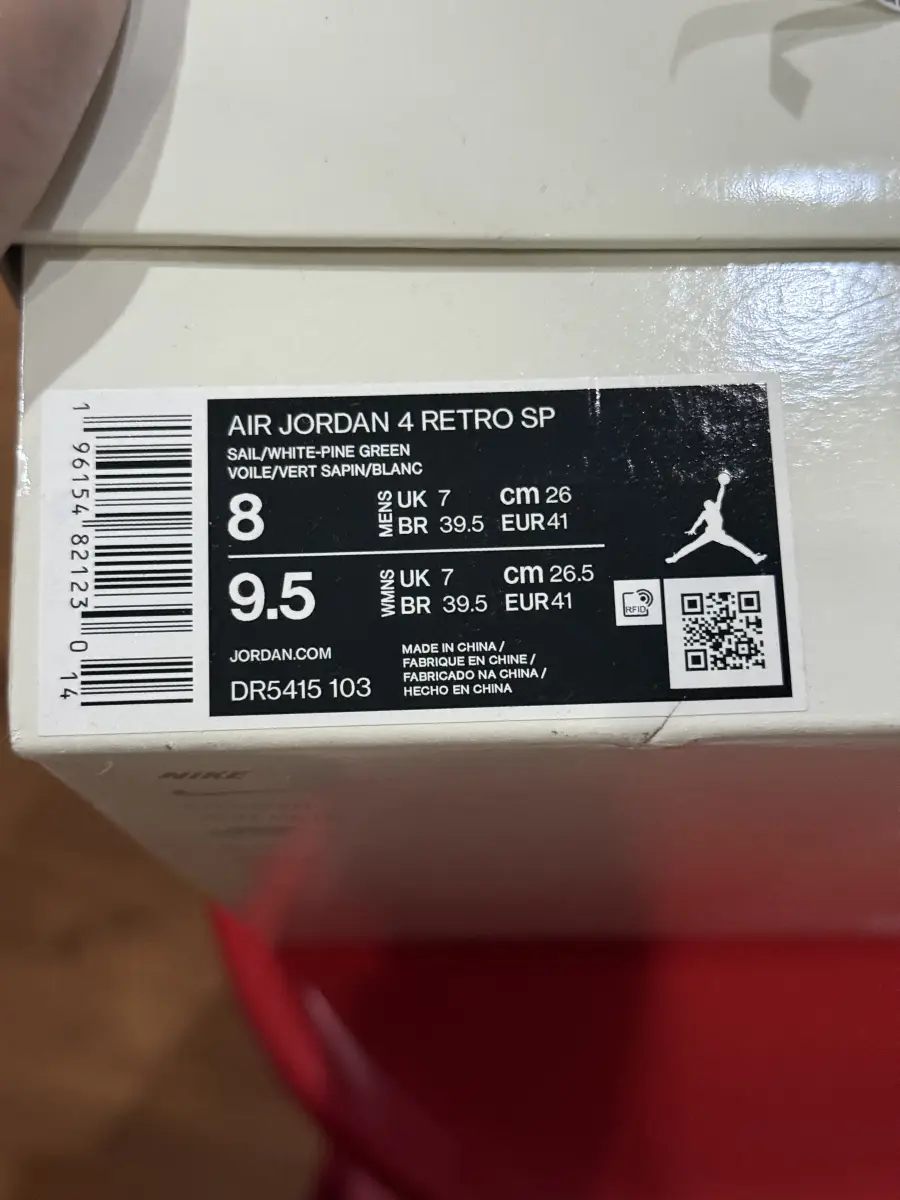 1 96154 82123 0 14
AIR JORDAN 4 RETRO SP
SAIL/WHITE-PINE GREEN
VOILE/VERT SAPIN/BLANC
8 MENS UK 7 cm 26
BR 39.5 EUR 41
9.5 WMNS UK 7 cm 26.5
BR 39.5 EUR 41
RFID
JORDAN.COM
DR5415 103
MADE IN CHINA /
FABRIQUE EN CHINE /
FABRICADO NA CHINA /
HECHO EN CHINA
NIKE